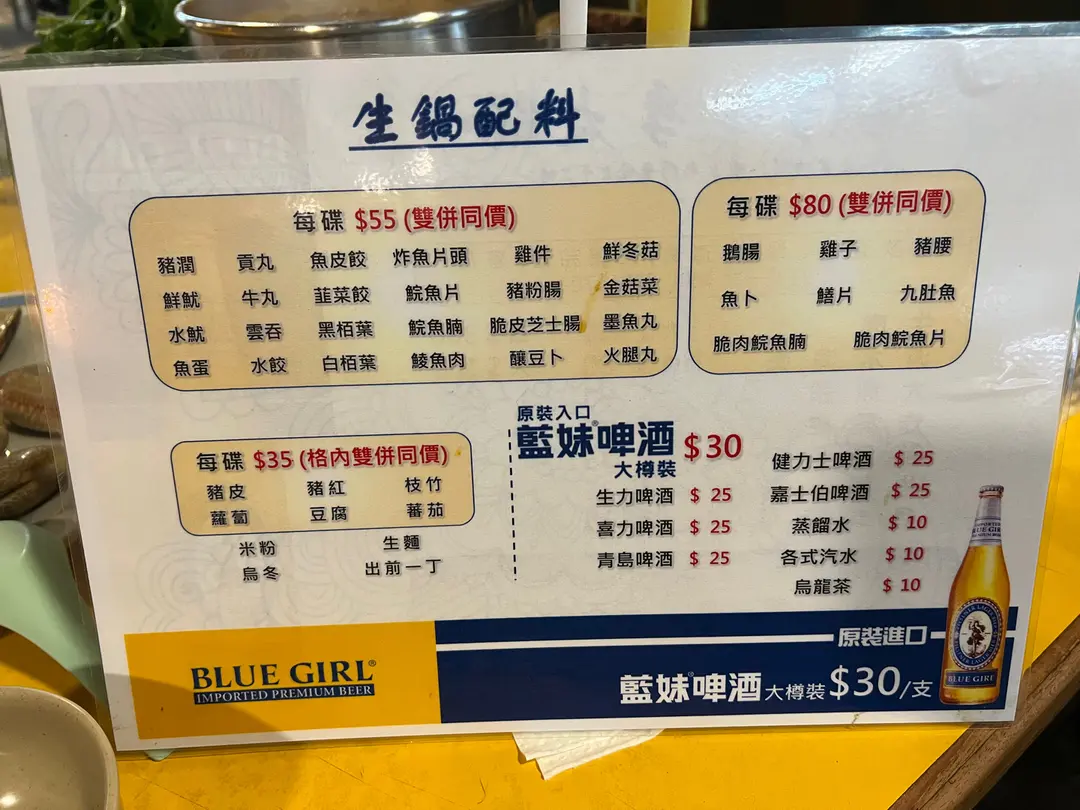 生鍋配料
每碟 $55 (雙併同價)
豬潤 貢丸 魚皮餃 炸魚片頭 雞件 鮮冬菇
鮮魷 牛丸 韮菜餃 鯇魚片 豬粉腸 金菇菜
水魷 雲吞 黑栢葉 鯇魚腩 脆皮芝士腸 墨魚丸
魚蛋 水餃 白栢葉 鯪魚肉 釀豆卜 火腿丸
每碟 $80 (雙併同價)
鵝腸 雞子 豬腰
魚卜 鱔片 九肚魚
脆肉鯇魚腩 脆肉鯇魚片
每碟 $35 (格內雙併同價)
豬皮 豬紅 枝竹
蘿蔔 豆腐 蕃茄
米粉 生麵
烏冬 出前一丁
原裝入口
藍妹®啤酒 $30
大樽裝
生力啤酒 $ 25
喜力啤酒 $ 25
青島啤酒 $ 25
健力士啤酒 $ 25
嘉士伯啤酒 $ 25
蒸餾水 $ 10
各式汽水 $ 10
烏龍茶 $ 10
BLUE GIRL®
IMPORTED PREMIUM BEER
原裝進口
藍妹®啤酒 大樽裝 $30/支
BLUE GIRL